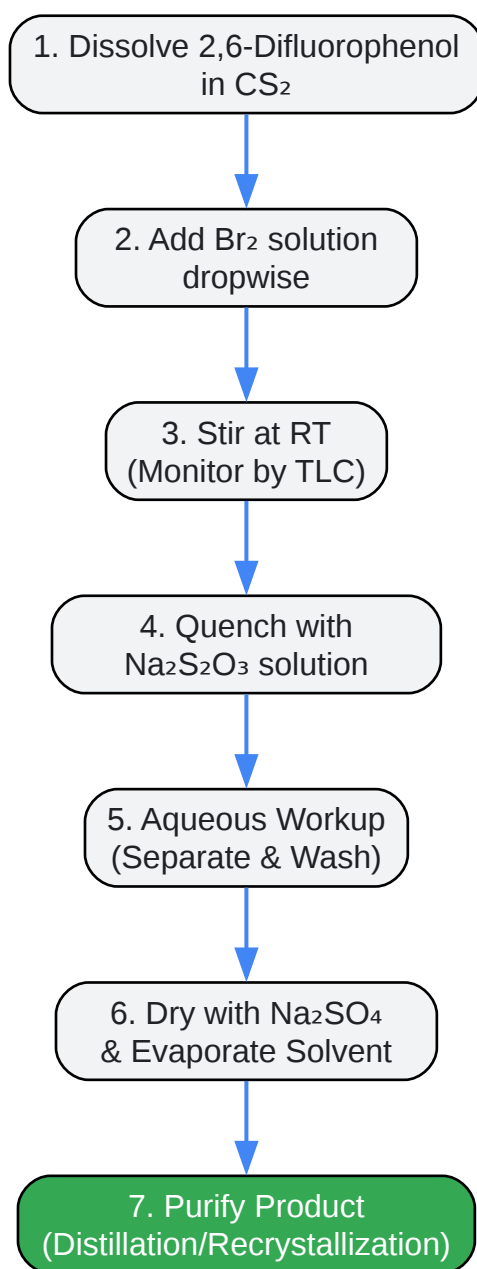 1. Dissolve 2,6-Difluorophenol
in CS₂
2. Add Br₂ solution
dropwise
3. Stir at RT
(Monitor by TLC)
4. Quench with
Na₂S₂O₃ solution
5. Aqueous Workup
(Separate & Wash)
6. Dry with Na₂SO₄
& Evaporate Solvent
7. Purify Product
(Distillation/Recrystallization)